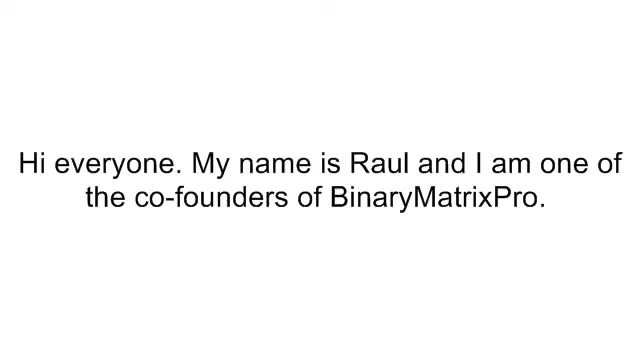 Hi everyone. My name is Raul and I am one of
the co-founders of BinaryMatrixPro.